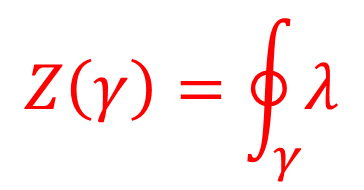 Z(γ) = ∮_γ λ